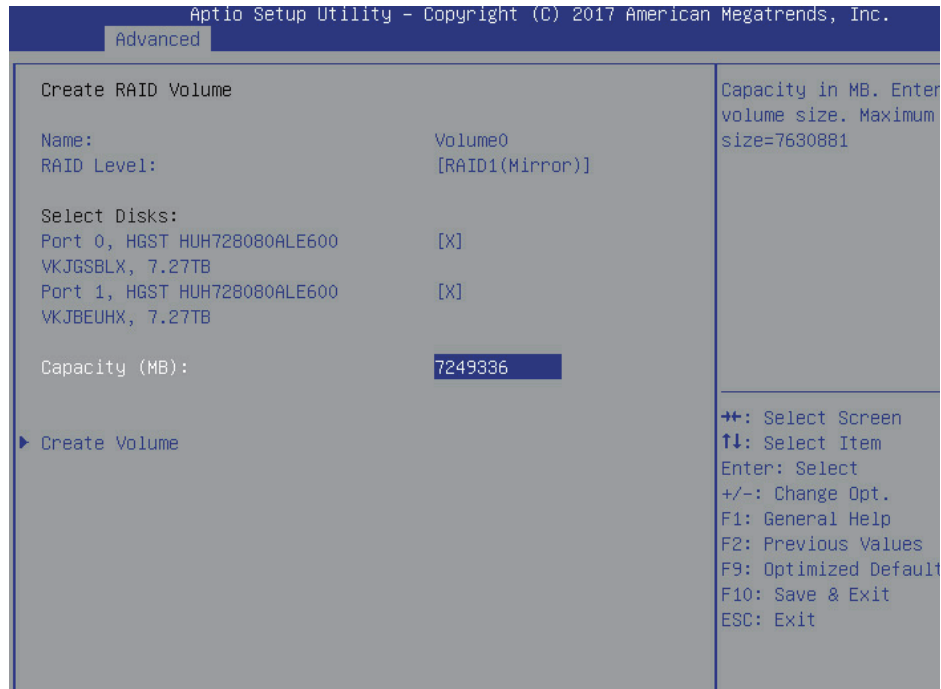 Aptio Setup Utility – Copyright (C) 2017 American Megatrends, Inc.
Advanced
Create RAID Volume
Name: Volume0
RAID Level: [RAID1(Mirror)]
Select Disks:
Port 0, HGST HUH728080ALE600 [X]
VKJGSBLX, 7.27TB
Port 1, HGST HUH728080ALE600 [X]
VKJBEUHX, 7.27TB
Capacity (MB): 7249336
Create Volume
Capacity in MB. Enter
volume size. Maximum
size=7630881
→←: Select Screen
↑↓: Select Item
Enter: Select
+/-: Change Opt.
F1: General Help
F2: Previous Values
F9: Optimized Default
F10: Save & Exit
ESC: Exit